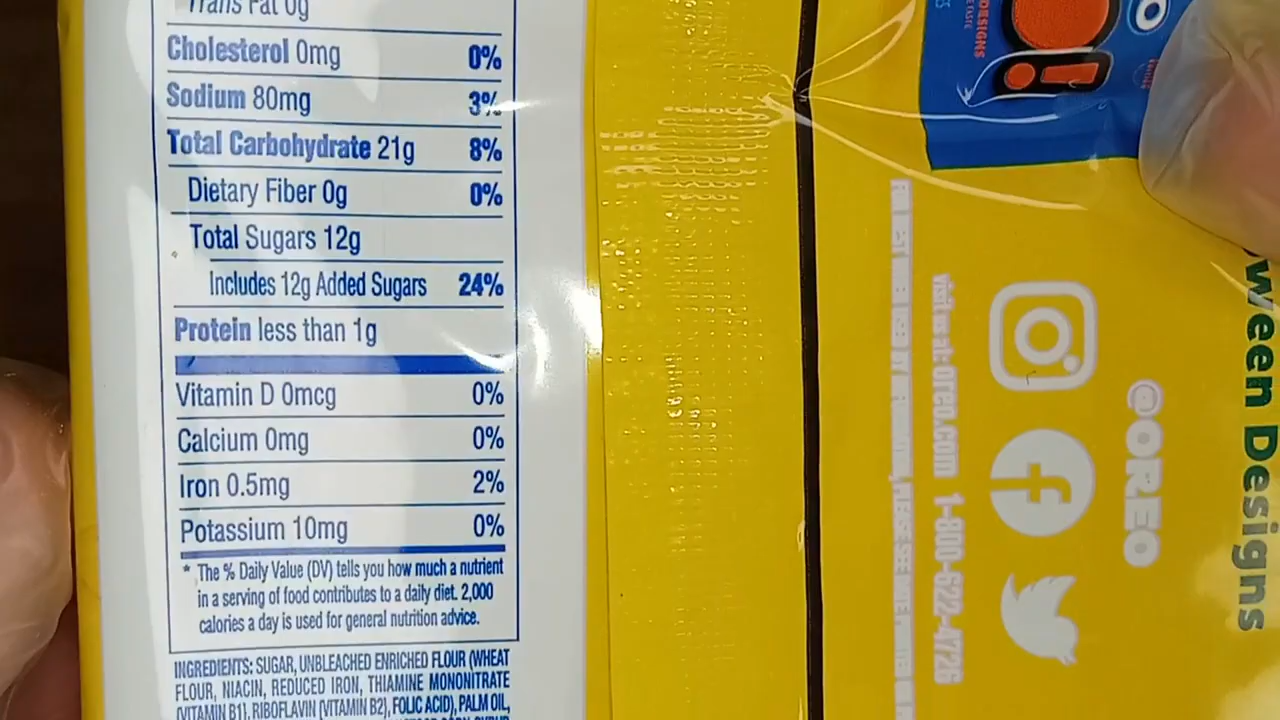 Trans Fat 0g
Cholesterol 0mg 0%
Sodium 80mg 3%
Total Carbohydrate 21g 8%
Dietary Fiber 0g 0%
Total Sugars 12g
Includes 12g Added Sugars 24%
Protein less than 1g
Vitamin D 0mcg 0%
Calcium 0mg 0%
Iron 0.5mg 2%
Potassium 10mg 0%
* The % Daily Value (DV) tells you how much a nutrient
in a serving of food contributes to a daily diet. 2,000
calories a day is used for general nutrition advice.
INGREDIENTS: SUGAR, UNBLEACHED ENRICHED FLOUR (WHEAT
FLOUR, NIACIN, REDUCED IRON, THIAMINE MONONITRATE
[VITAMIN B1], RIBOFLAVIN [VITAMIN B2], FOLIC ACID), PALM OIL,
DESIGNS
visit us at: oreo.com 1-800-622-4726
@OREO
ween Designs